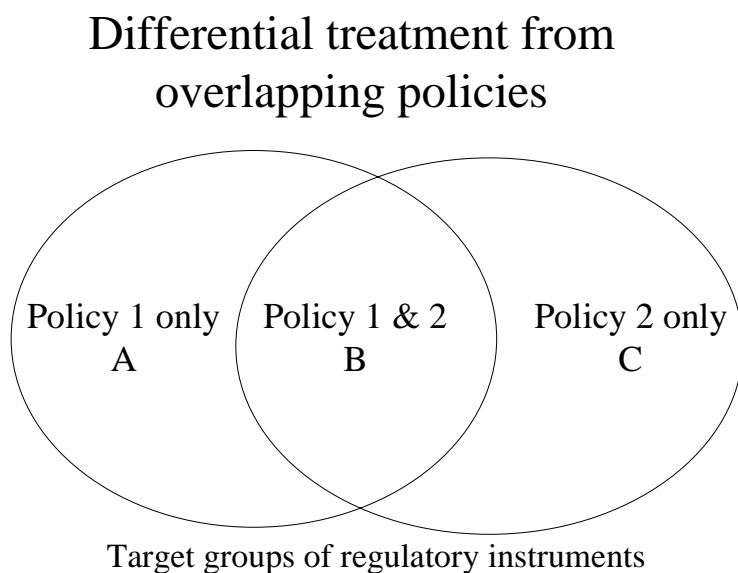 Differential treatment from
overlapping policies
Policy 1 only
A
Policy 1 & 2
B
Policy 2 only
C
Target groups of regulatory instruments